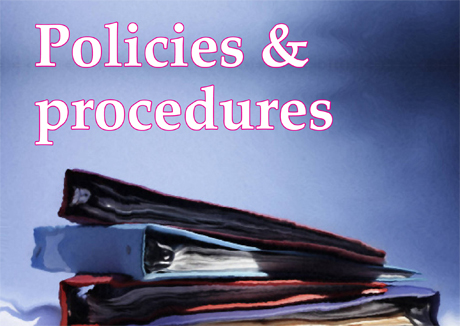 Policies &
procedures